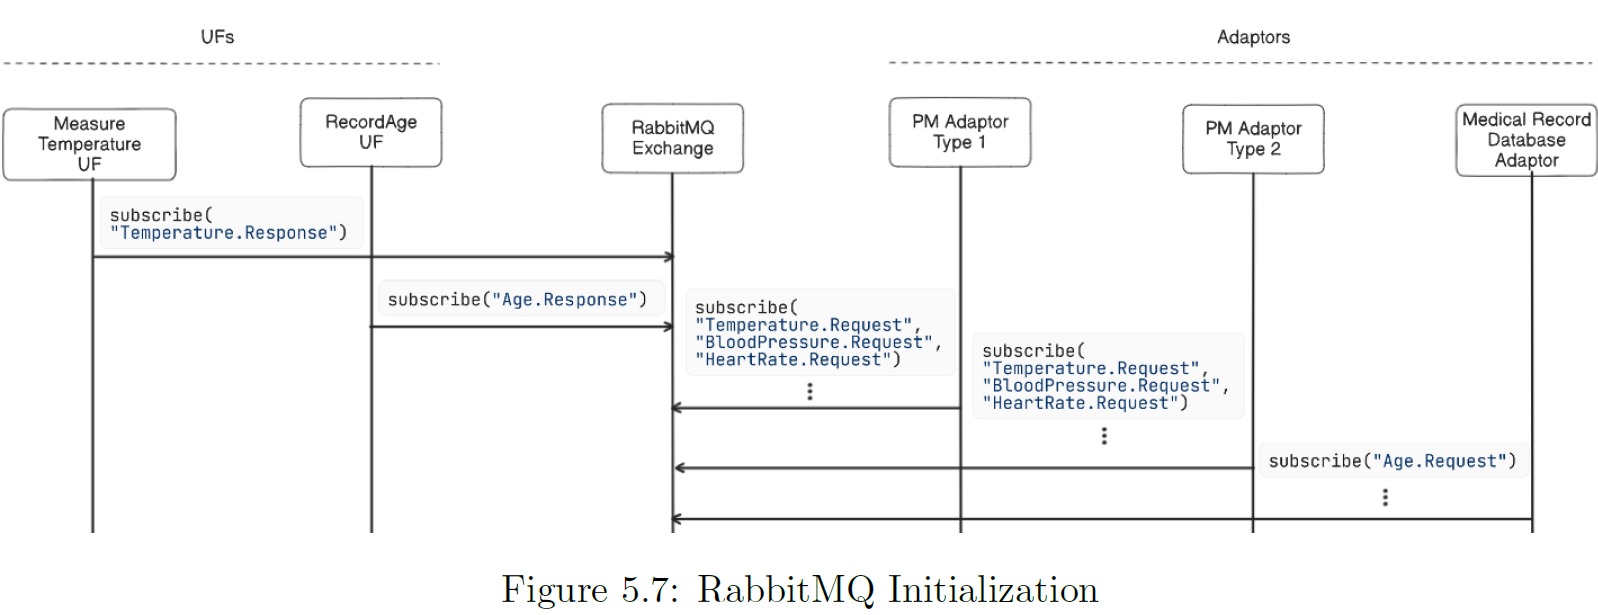 UFs
Adaptors
Measure
Temperature
UF
RecordAge
UF
RabbitMQ
Exchange
PM Adaptor
Type 1
PM Adaptor
Type 2
Medical Record
Database
Adaptor
subscribe(
"Temperature.Response")
subscribe("Age.Response")
subscribe(
"Temperature.Request",
"BloodPressure.Request",
"HeartRate.Request")
subscribe(
"Temperature.Request",
"BloodPressure.Request",
"HeartRate.Request")
subscribe("Age.Request")
Figure 5.7: RabbitMQ Initialization